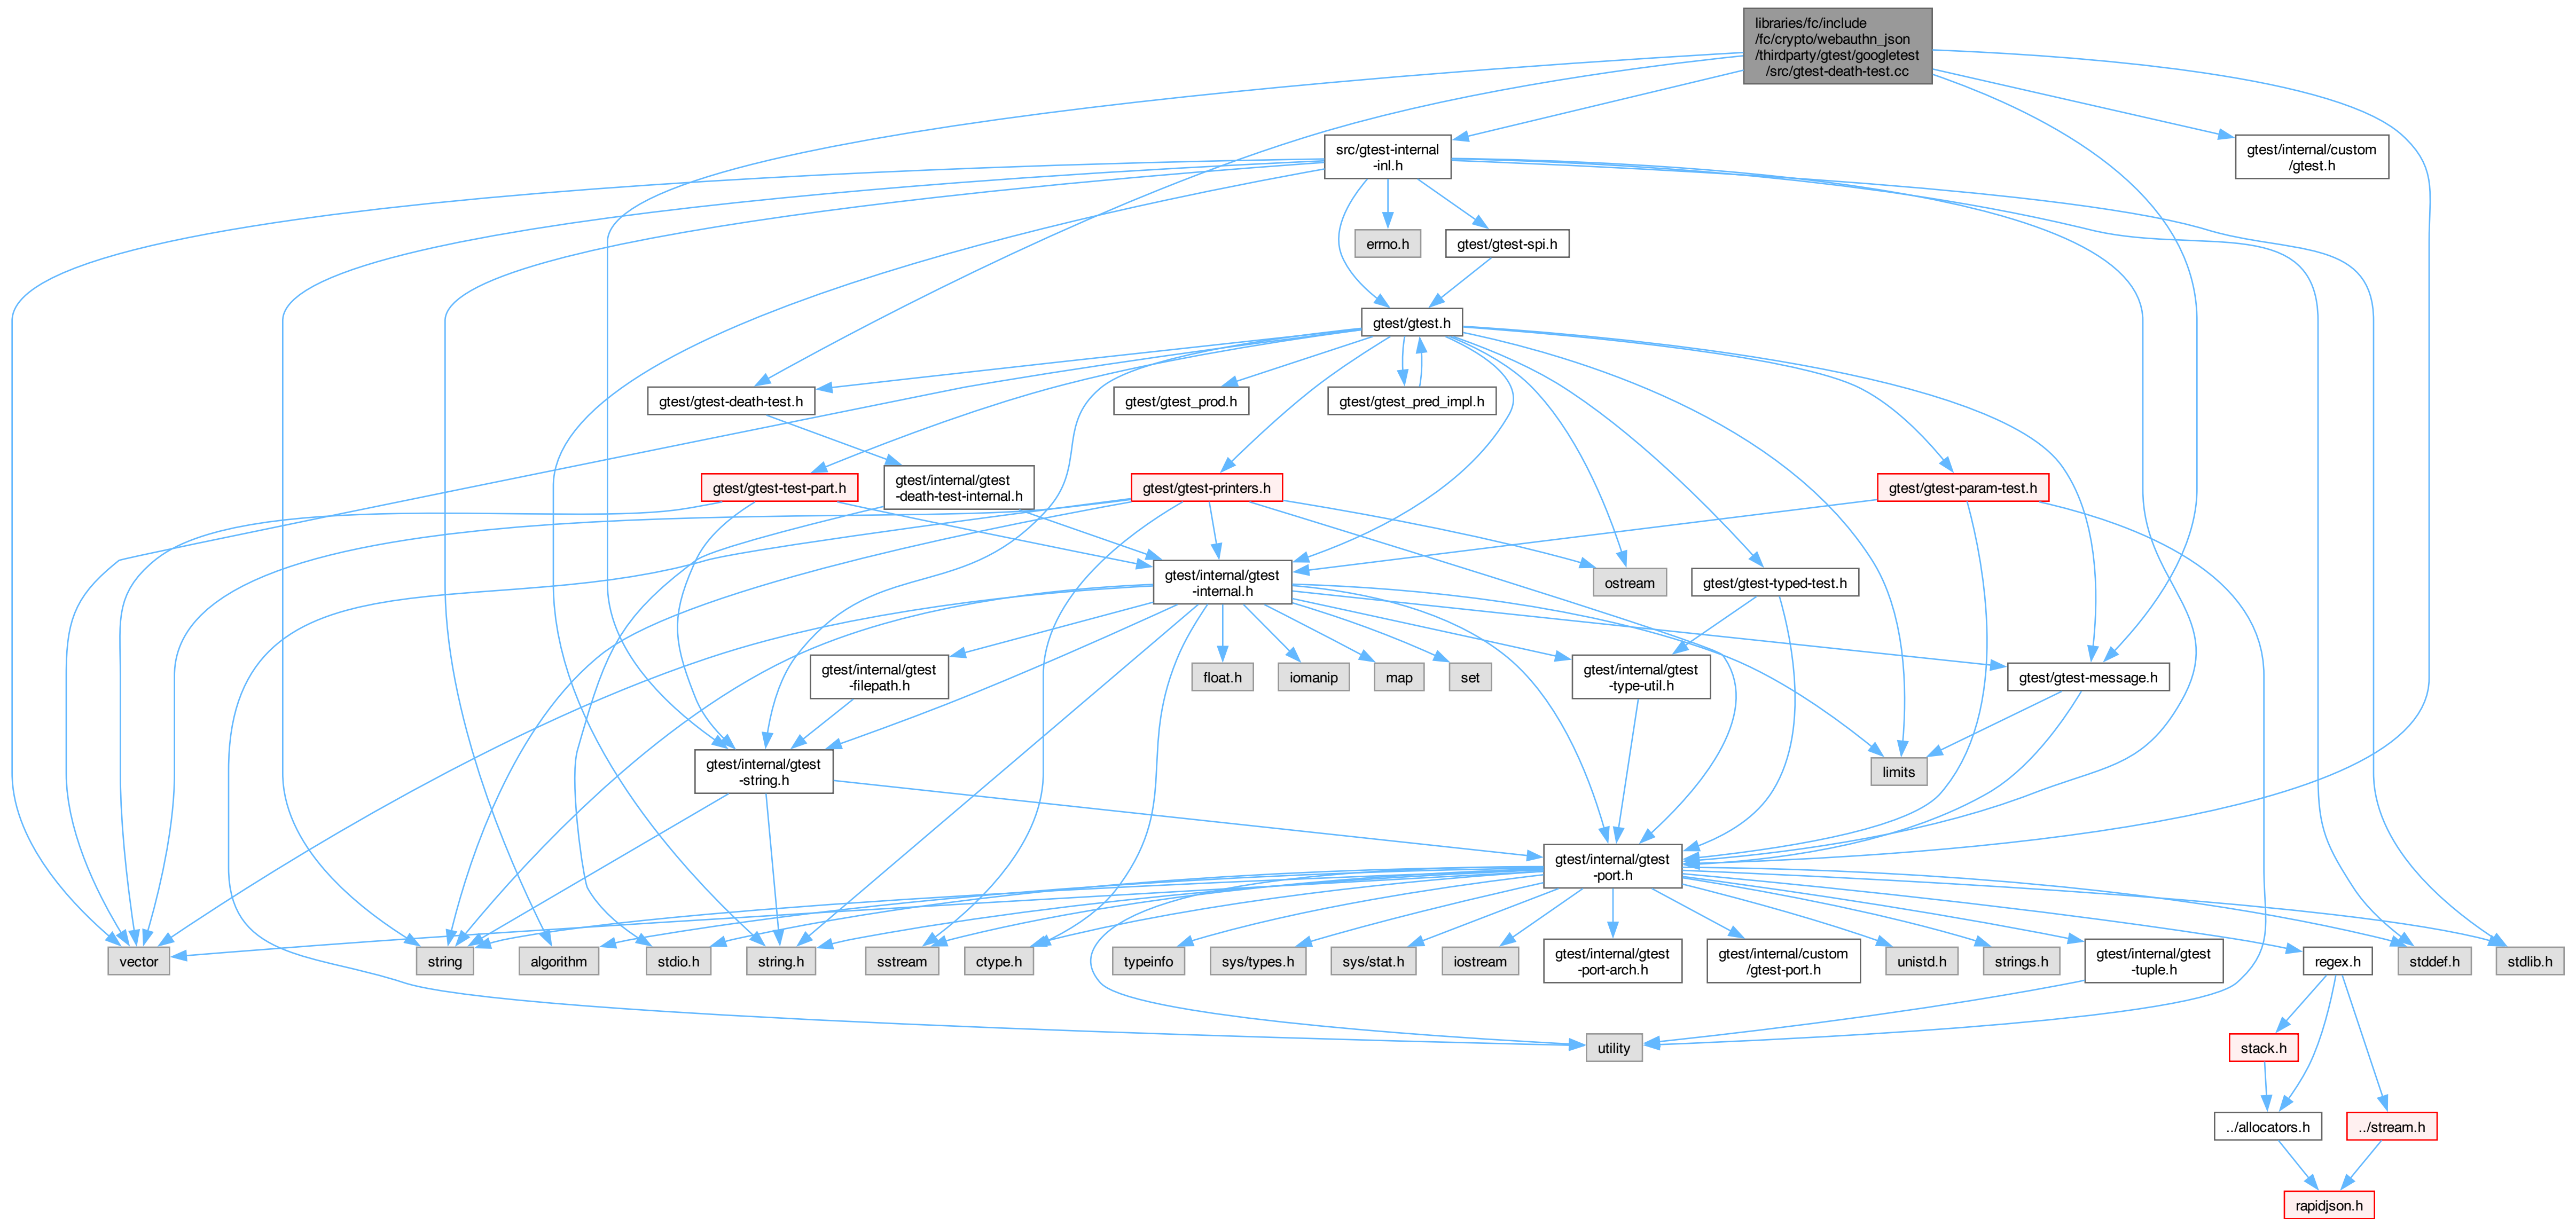 libraries/fc/include
/fc/crypto/webauthn_json
/thirdparty/gtest/googletest
/src/gtest-death-test.cc
src/gtest-internal
-inl.h
gtest/internal/custom
/gtest.h
errno.h
gtest/gtest-spi.h
gtest/gtest.h
gtest/gtest-death-test.h
gtest/gtest_prod.h
gtest/gtest_pred_impl.h
gtest/gtest-test-part.h
gtest/internal/gtest
-death-test-internal.h
gtest/gtest-printers.h
gtest/gtest-param-test.h
gtest/internal/gtest
-internal.h
ostream
gtest/gtest-typed-test.h
gtest/internal/gtest
-filepath.h
float.h
iomanip
map
set
gtest/internal/gtest
-type-util.h
gtest/gtest-message.h
gtest/internal/gtest
-string.h
limits
gtest/internal/gtest
-port.h
vector
string
algorithm
stdio.h
string.h
sstream
ctype.h
typeinfo
sys/types.h
sys/stat.h
iostream
gtest/internal/gtest
-port-arch.h
gtest/internal/custom
/gtest-port.h
unistd.h
strings.h
gtest/internal/gtest
-tuple.h
regex.h
stddef.h
stdlib.h
utility
stack.h
../allocators.h
../stream.h
rapidjson.h